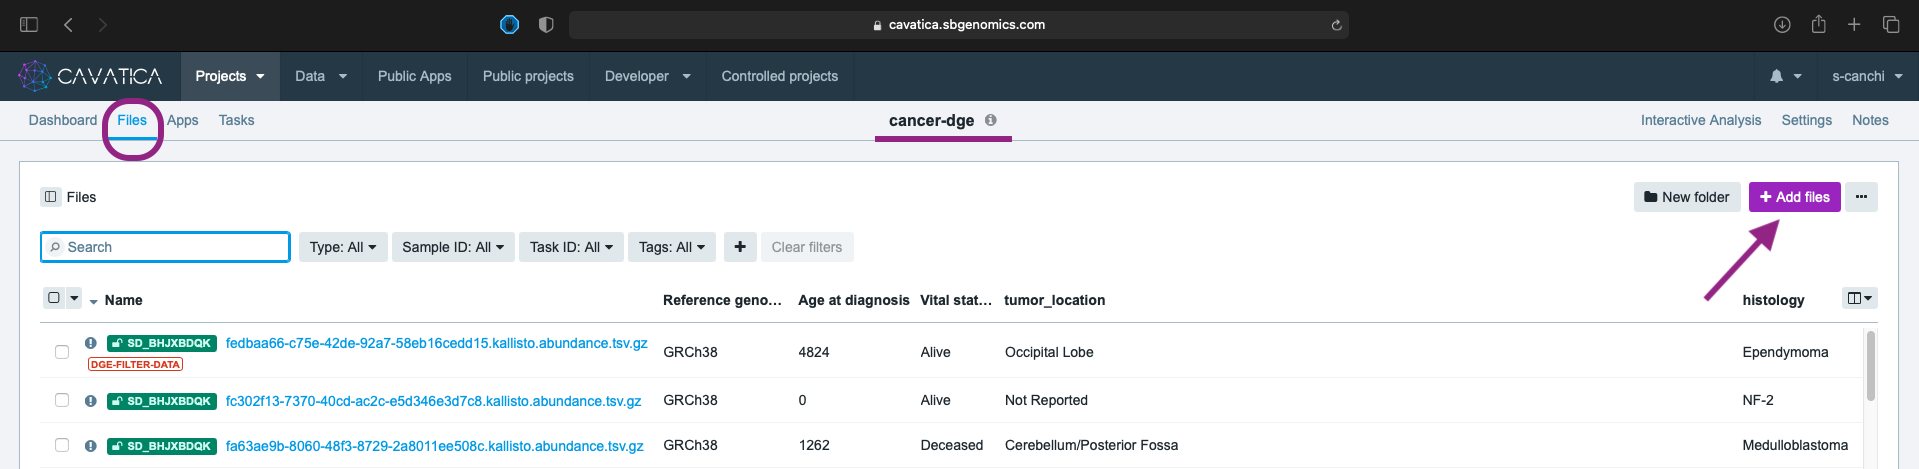 cavatica.sbgenomics.com
CAVATICA Projects Data Public Apps Public projects Developer Controlled projects s-canchi
Dashboard Files Apps Tasks cancer-dge Interactive Analysis Settings Notes
Files New folder + Add files ...
Search Type: All Sample ID: All Task ID: All Tags: All + Clear filters
Name Reference geno... Age at diagnosis Vital stat... tumor_location histology
SD_BHJXBDQK fedbaa66-c75e-42de-92a7-58eb16cedd15.kallisto.abundance.tsv.gz GRCh38 4824 Alive Occipital Lobe Ependymoma
DGE-FILTER-DATA
SD_BHJXBDQK fc302f13-7370-40cd-ac2c-e5d346e3d7c8.kallisto.abundance.tsv.gz GRCh38 0 Alive Not Reported NF-2
SD_BHJXBDQK fa63ae9b-8060-48f3-8729-2a8011ee508c.kallisto.abundance.tsv.gz GRCh38 1262 Deceased Cerebellum/Posterior Fossa Medulloblastoma